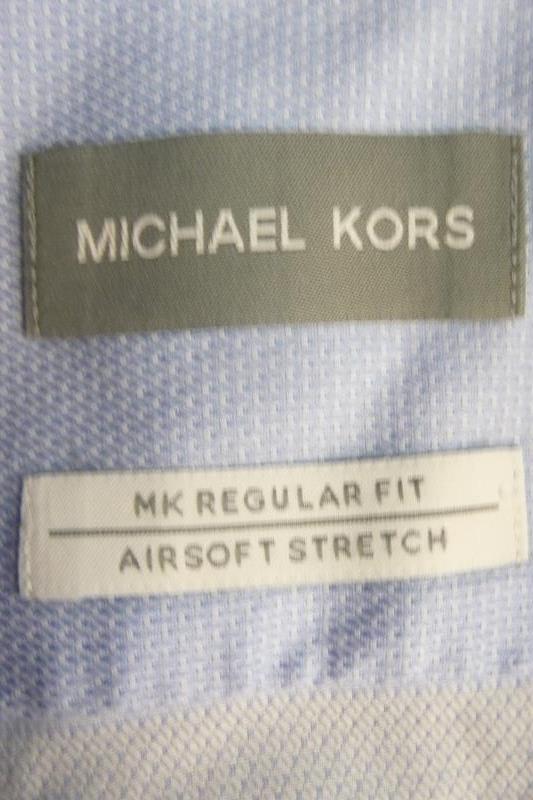 MICHAEL KORS
MK REGULAR FIT
AIRSOFT STRETCH